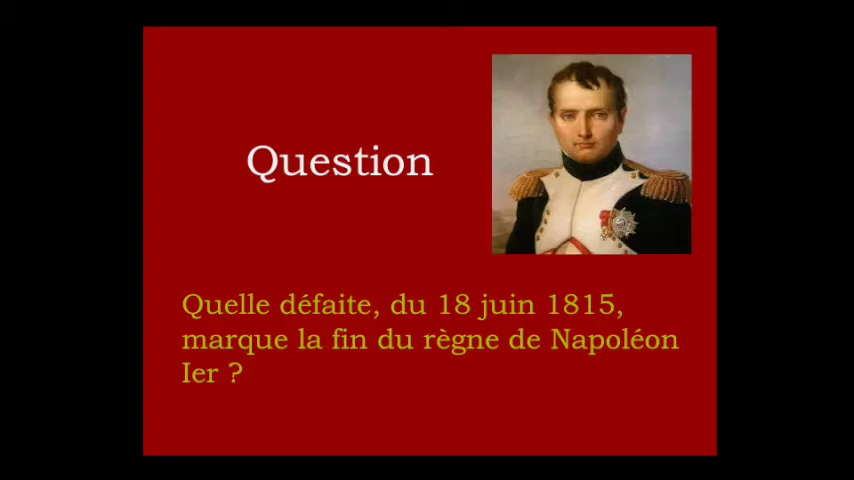 Question
Quelle défaite, du 18 juin 1815,
marque la fin du règne de Napoléon
Ier ?